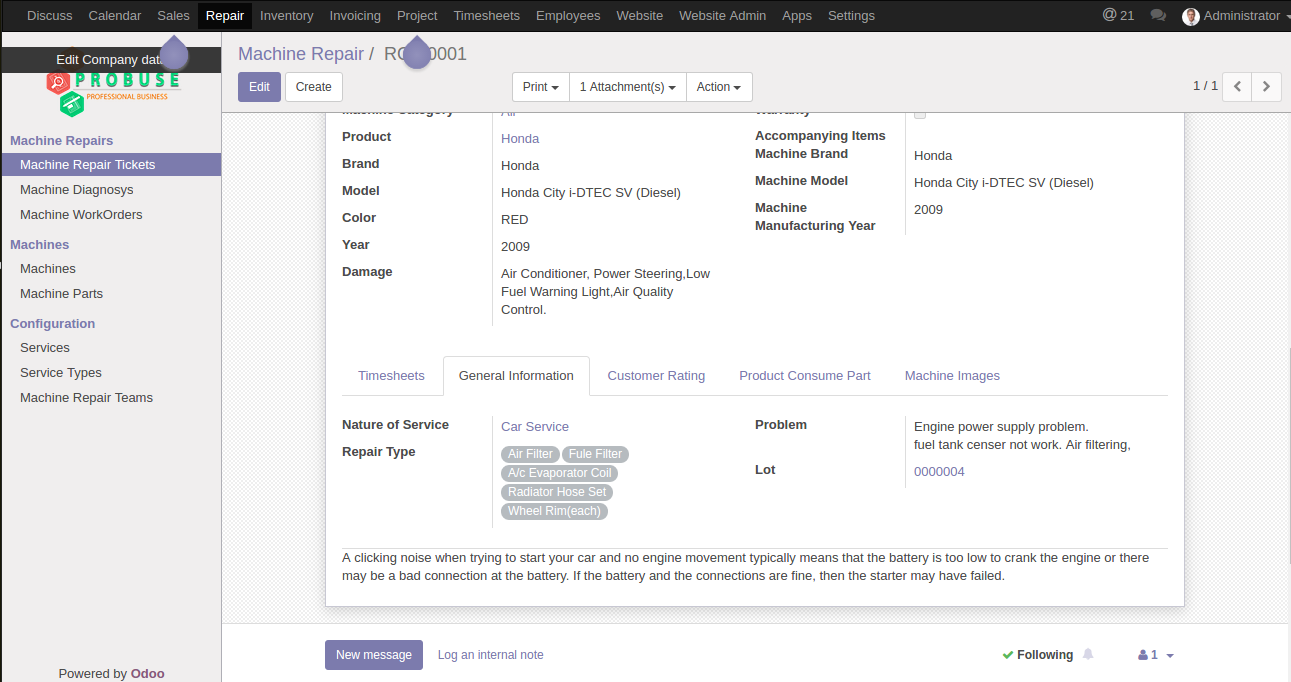 Discuss Calendar Sales Repair Inventory Invoicing Project Timesheets Employees Website Website Admin Apps Settings @ 21 Administrator
Edit Company
PROBUSE
PROFESSIONAL BUSINESS
Machine Repairs
Machine Repair Tickets
Machine Diagnosys
Machine WorkOrders
Machines
Machines
Machine Parts
Configuration
Services
Service Types
Machine Repair Teams
Powered by Odoo
Machine Repair /
Edit Create Print 1 Attachment(s) Action 1 / 1
Machine Category
Product Honda
Brand Honda
Model Honda City i-DTEC SV (Diesel)
Color RED
Year 2009
Damage Air Conditioner, Power Steering,Low
Fuel Warning Light,Air Quality
Control.
Warranty
Accompanying Items
Machine Brand Honda
Machine Model Honda City i-DTEC SV (Diesel)
Machine 2009
Manufacturing Year
Timesheets General Information Customer Rating Product Consume Part Machine Images
Nature of Service Car Service
Repair Type Air Filter Fule Filter
A/c Evaporator Coil
Radiator Hose Set
Wheel Rim(each)
Problem Engine power supply problem.
fuel tank censer not work. Air filtering,
Lot 0000004
A clicking noise when trying to start your car and no engine movement typically means that the battery is too low to crank the engine or there
may be a bad connection at the battery. If the battery and the connections are fine, then the starter may have failed.
New message Log an internal note Following 1